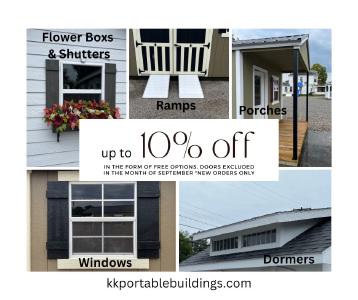 Flower Boxs
& Shutters
Ramps
Porches
up to 10% off
IN THE FORM OF FREE OPTIONS, DOORS EXCLUDED
IN THE MONTH OF SEPTEMBER *NEW ORDERS ONLY
Windows
Dormers
kkportablebuildings.com